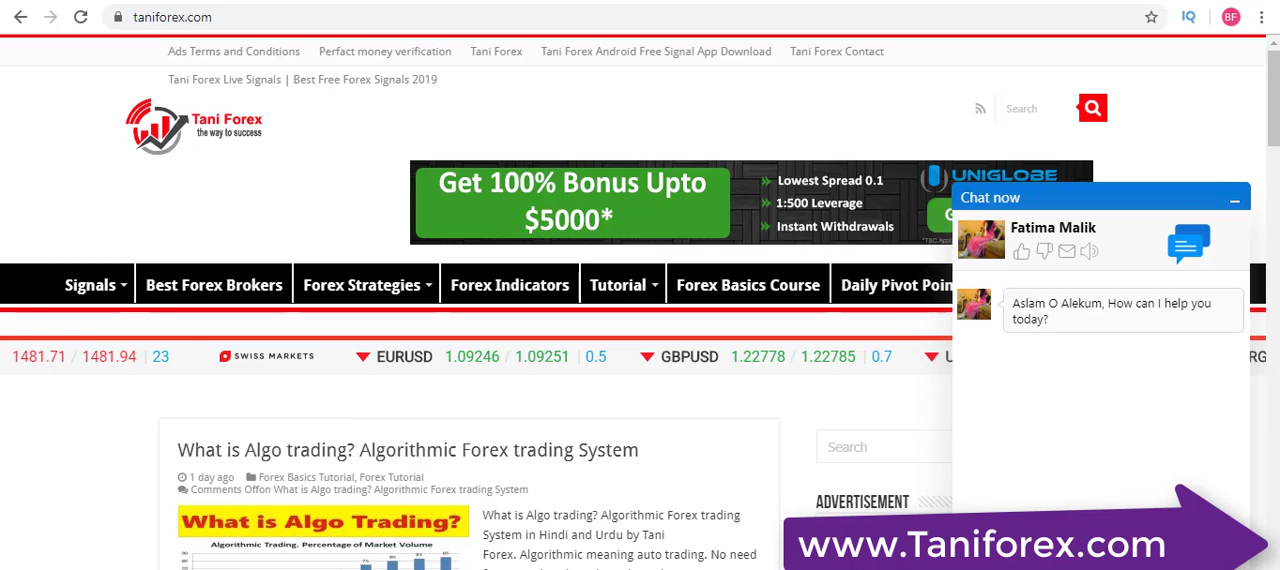 taniforex.com
IQ
BF
Ads Terms and Conditions Perfact money verification Tani Forex Tani Forex Android Free Signal App Download Tani Forex Contact
Tani Forex Live Signals | Best Free Forex Signals 2019
Tani Forex
the way to success
Search
Get 100% Bonus Upto
$5000*
Lowest Spread 0.1
1:500 Leverage
Instant Withdrawals
UNIGLOBE
Chat now
Fatima Malik
Aslam O Alekum, How can I help you
today?
Signals Best Forex Brokers Forex Strategies Forex Indicators Tutorial Forex Basics Course Daily Pivot Poin
1481.71 / 1481.94 | 23 SWISS MARKETS EURUSD 1.09246 / 1.09251 | 0.5 GBPUSD 1.22778 / 1.22785 | 0.7
What is Algo trading? Algorithmic Forex trading System
1 day ago Forex Basics Tutorial, Forex Tutorial
Comments Offon What is Algo trading? Algorithmic Forex trading System
What is Algo Trading?
Algorithmic Trading. Percentage of Market Volume
What is Algo trading? Algorithmic Forex trading
System in Hindi and Urdu by Tani
Forex. Algorithmic meaning auto trading. No need
Search
ADVERTISEMENT
www.Taniforex.com